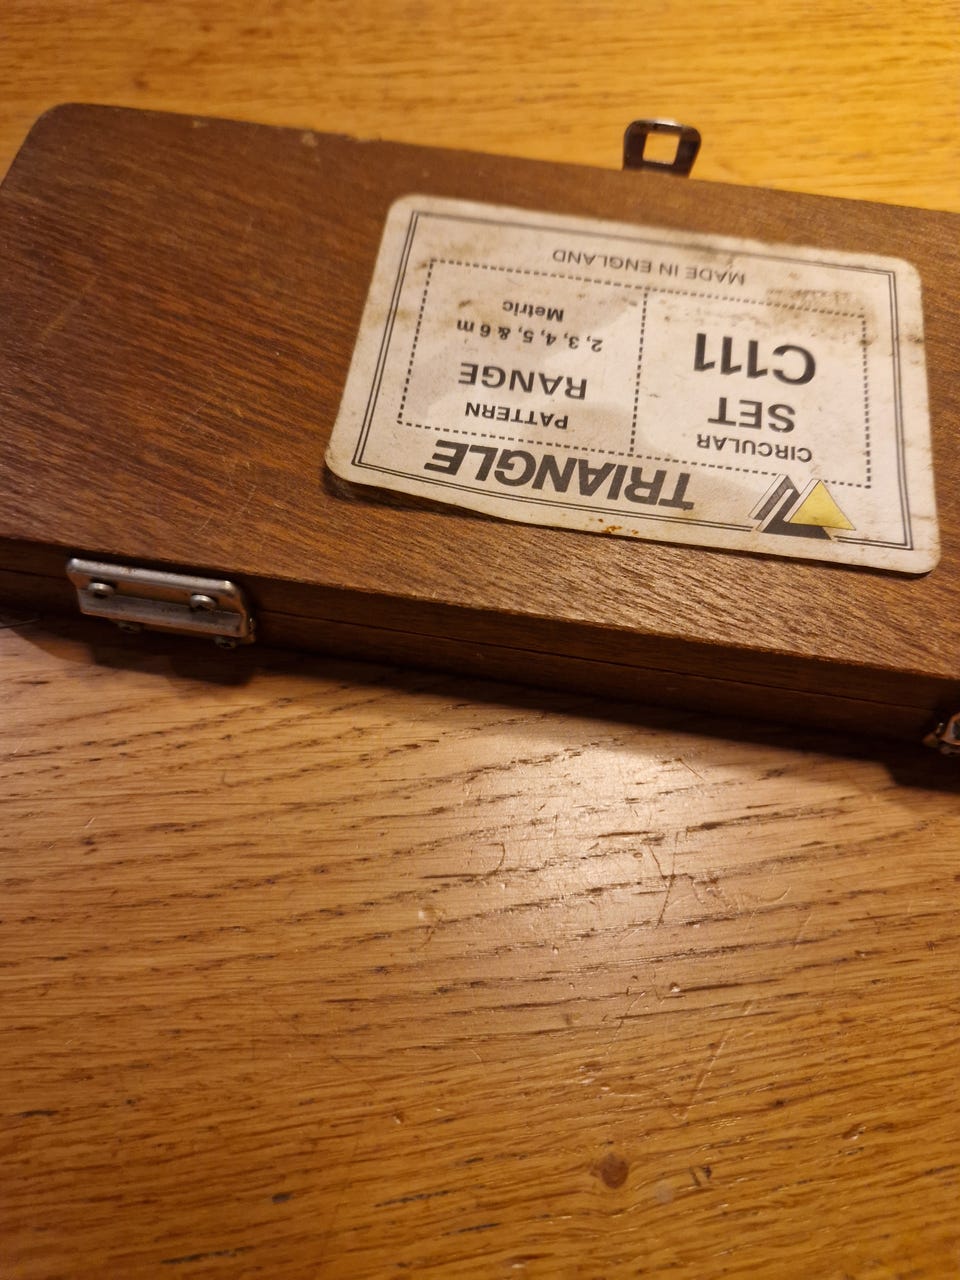 TRIANGLE
CIRCULAR
SET
C111
PATTERN
RANGE
2, 3, 4, 5, & 6 m
Metric
MADE IN ENGLAND